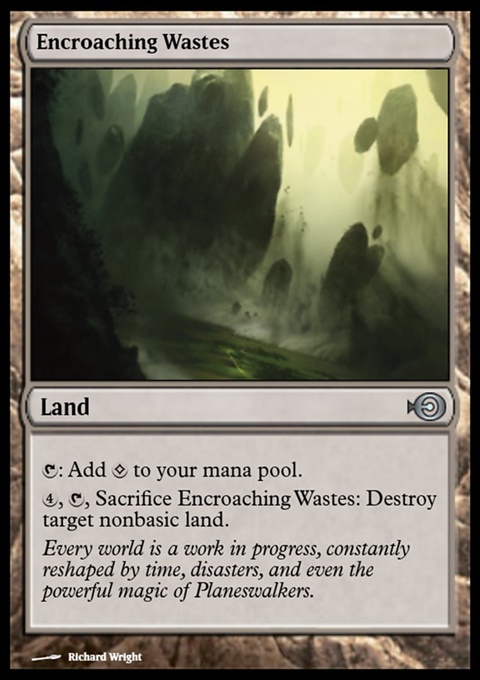 Encroaching Wastes
Land
: Add to your mana pool.
4, , Sacrifice Encroaching Wastes: Destroy
target nonbasic land.
Every world is a work in progress, constantly
reshaped by time, disasters, and even the
powerful magic of Planeswalkers.
Richard Wright